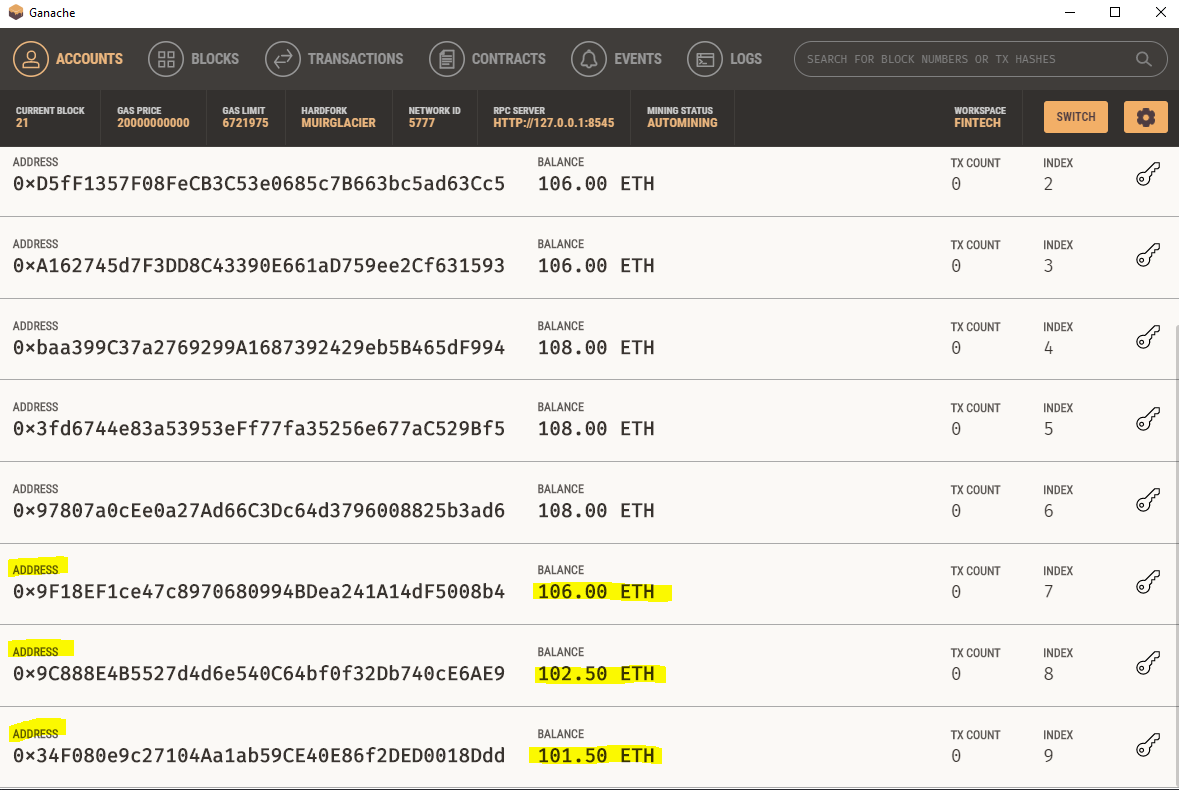 Ganache
ACCOUNTS BLOCKS TRANSACTIONS CONTRACTS EVENTS LOGS SEARCH FOR BLOCK NUMBERS OR TX HASHES
CURRENT BLOCK GAS PRICE GAS LIMIT HARDFORK NETWORK ID RPC SERVER MINING STATUS WORKSPACE SWITCH
21 20000000000 6721975 MUIRGLACIER 5777 HTTP://127.0.0.1:8545 AUTOMINING FINTECH
ADDRESS BALANCE TX COUNT INDEX
0×D5fF1357F08FeCB3C53e0685c7B663bc5ad63Cc5 106.00 ETH 0 2
ADDRESS BALANCE TX COUNT INDEX
0×A162745d7F3DD8C43390E661aD759ee2Cf631593 106.00 ETH 0 3
ADDRESS BALANCE TX COUNT INDEX
0×baa399C37a2769299A1687392429eb5B465dF994 108.00 ETH 0 4
ADDRESS BALANCE TX COUNT INDEX
0×3fd6744e83a53953eFf77fa35256e677aC529Bf5 108.00 ETH 0 5
ADDRESS BALANCE TX COUNT INDEX
0×97807a0cEe0a27Ad66C3Dc64d3796008825b3ad6 108.00 ETH 0 6
ADDRESS BALANCE TX COUNT INDEX
0×9F18EF1ce47c8970680994BDea241A14dF5008b4 106.00 ETH 0 7
ADDRESS BALANCE TX COUNT INDEX
0×9C888E4B5527d4d6e540C64bf0f32Db740cE6AE9 102.50 ETH 0 8
ADDRESS BALANCE TX COUNT INDEX
0×34F080e9c27104Aa1ab59CE40E86f2DED0018Ddd 101.50 ETH 0 9